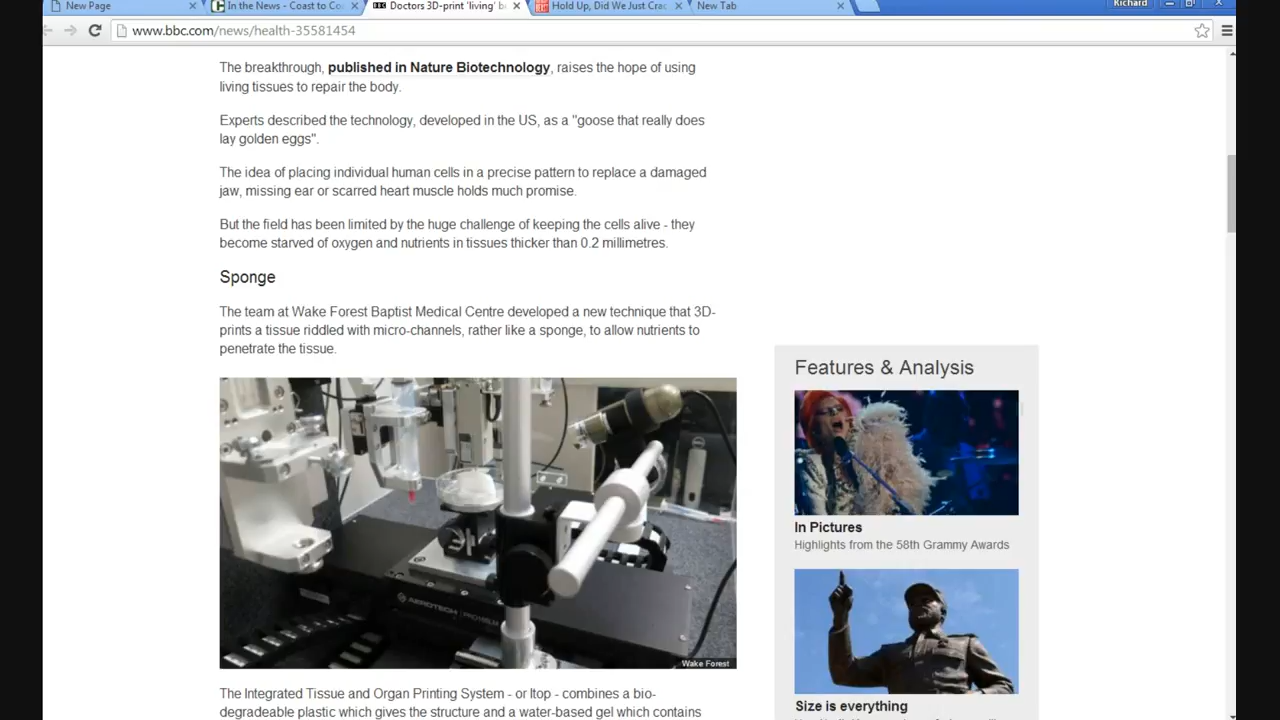 New Page
In the News - Coast to Co
Doctors 3D-print 'living' b
Hold Up, Did We Just Crac
New Tab
Richard
www.bbc.com/news/health-35581454
The breakthrough, published in Nature Biotechnology, raises the hope of using
living tissues to repair the body.
Experts described the technology, developed in the US, as a "goose that really does
lay golden eggs".
The idea of placing individual human cells in a precise pattern to replace a damaged
jaw, missing ear or scarred heart muscle holds much promise.
But the field has been limited by the huge challenge of keeping the cells alive - they
become starved of oxygen and nutrients in tissues thicker than 0.2 millimetres.
Sponge
The team at Wake Forest Baptist Medical Centre developed a new technique that 3D-
prints a tissue riddled with micro-channels, rather like a sponge, to allow nutrients to
penetrate the tissue.
AEROTECH
Wake Forest
The Integrated Tissue and Organ Printing System - or Itop - combines a bio-
degradeable plastic which gives the structure and a water-based gel which contains
Features & Analysis
In Pictures
Highlights from the 58th Grammy Awards
Size is everything